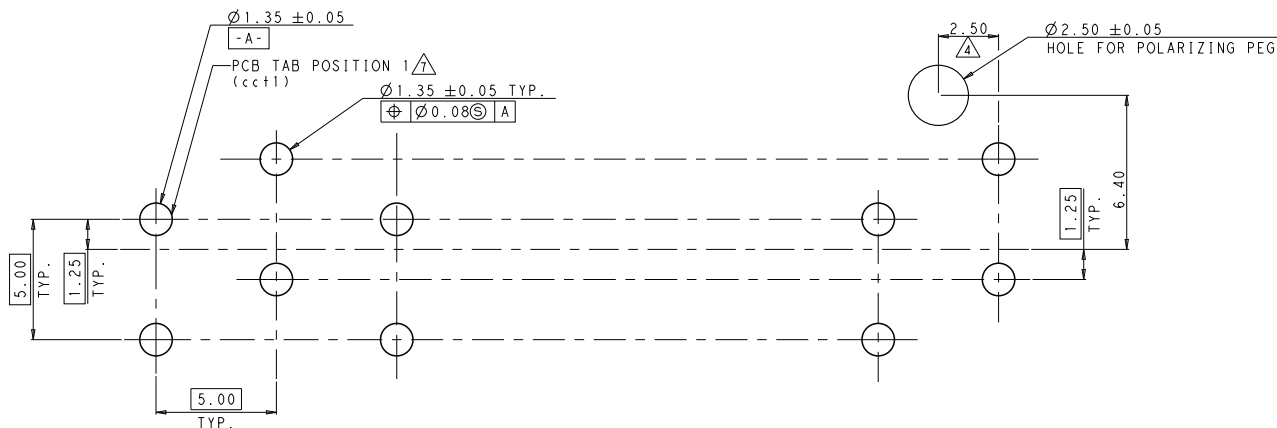 Ø1.35 ±0.05
-A-
PCB TAB POSITION 1 7
(cct1)
Ø1.35 ±0.05 TYP.
⌖ Ø0.08Ⓢ A
2.50
4
Ø2.50 ±0.05
HOLE FOR POLARIZING PEG
6.40
1.25
TYP.
5.00
TYP.
1.25
TYP.
5.00
TYP.